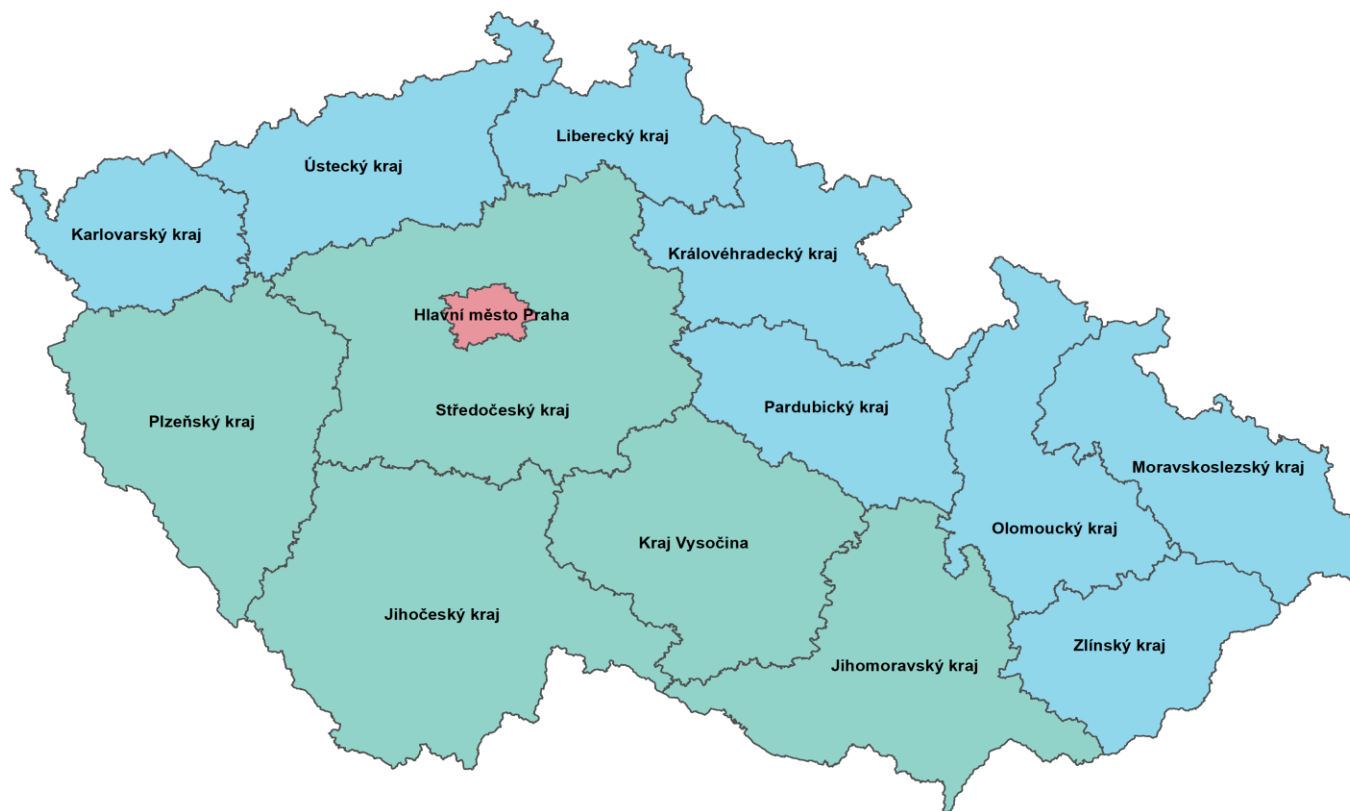 Liberecký kraj
Ústecký kraj
Karlovarský kraj
Královéhradecký kraj
Hlavní město Praha
Pardubický kraj
Středočeský kraj
Plzeňský kraj
Moravskoslezský kraj
Olomoucký kraj
Kraj Vysočina
Jihočeský kraj
Zlínský kraj
Jihomoravský kraj